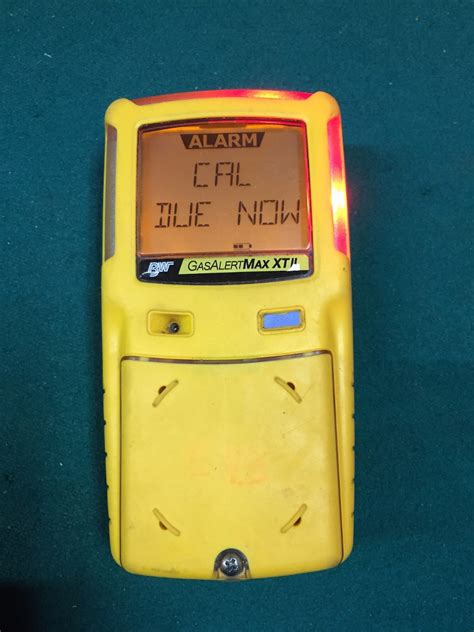 ALARM
CAL
DUE NOW
BW GASALERTMAX XT II